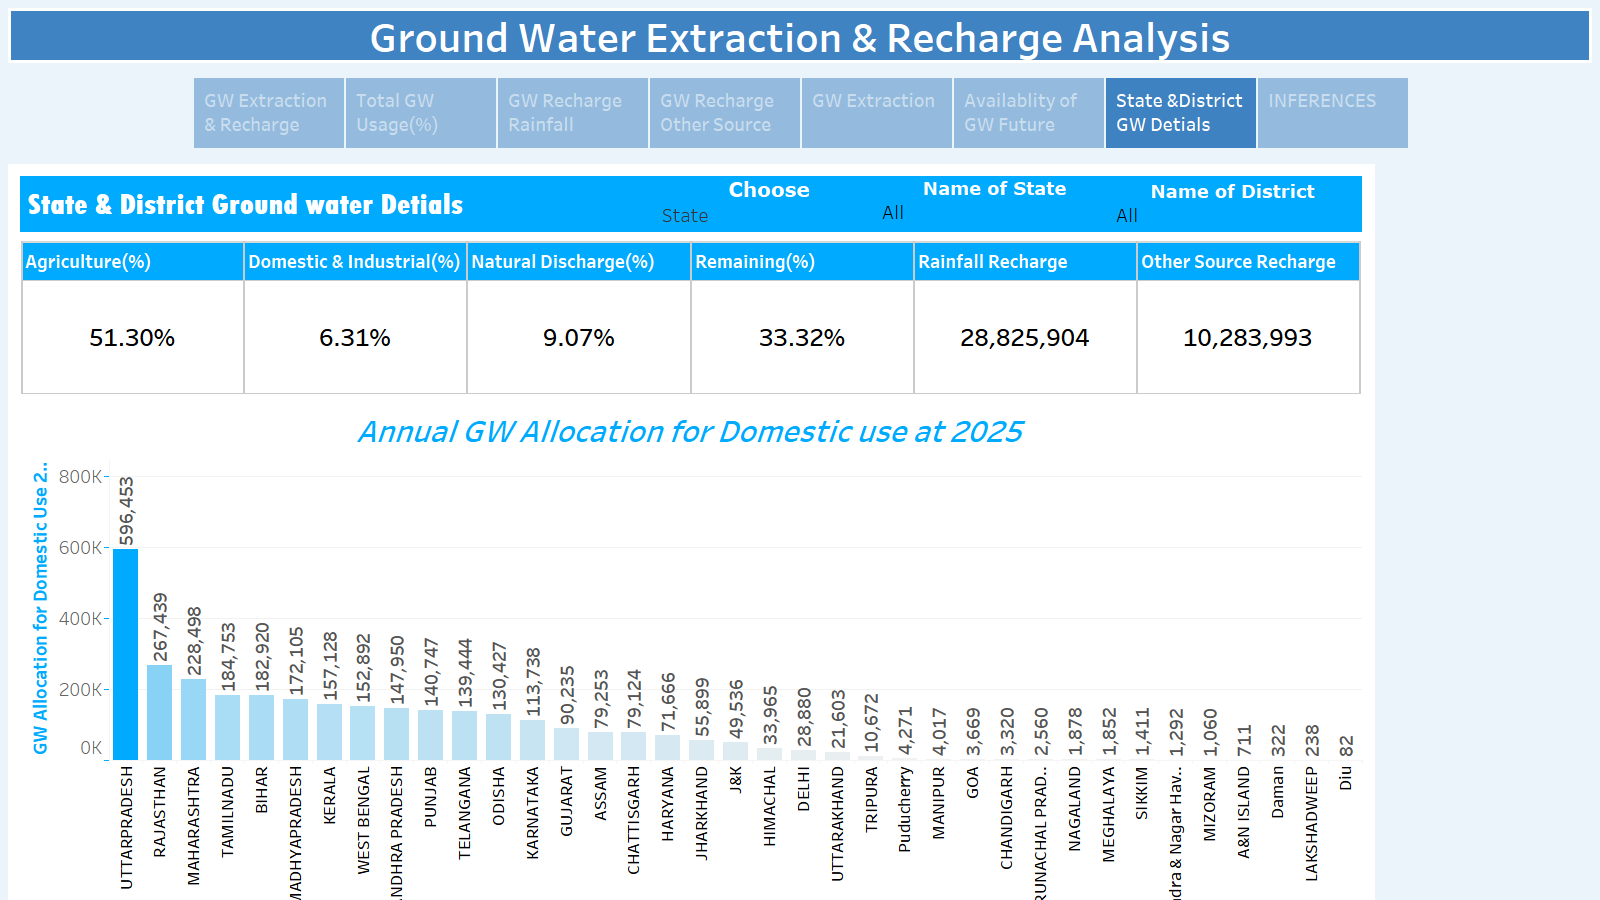 Ground Water Extraction & Recharge Analysis
GW Extraction
& Recharge
Total GW
Usage(%)
GW Recharge
Rainfall
GW Recharge
Other Source
GW Extraction
Availablity of
GW Future
State &District
GW Detials
INFERENCES
State & District Ground water Detials
Choose
State
Name of State
All
Name of District
All
Agriculture(%)
Domestic & Industrial(%)
Natural Discharge(%)
Remaining(%)
Rainfall Recharge
Other Source Recharge
51.30%
6.31%
9.07%
33.32%
28,825,904
10,283,993
Annual GW Allocation for Domestic use at 2025
GW Allocation for Domestic Use 2..
800K
600K
400K
200K
0K
596,453
267,439
228,498
184,753
182,920
172,105
157,128
152,892
147,950
140,747
139,444
130,427
113,738
90,235
79,253
79,124
71,666
55,899
49,536
33,965
28,880
21,603
10,672
4,271
4,017
3,669
3,320
2,560
1,878
1,852
1,411
1,292
1,060
711
322
238
82
UTTARPRADESH
RAJASTHAN
MAHARASHTRA
TAMILNADU
BIHAR
MADHYAPRADESH
KERALA
WEST BENGAL
NDHRA PRADESH
PUNJAB
TELANGANA
ODISHA
KARNATAKA
GUJARAT
ASSAM
CHATTISGARH
HARYANA
JHARKHAND
J&K
HIMACHAL
DELHI
UTTARAKHAND
TRIPURA
Puducherry
MANIPUR
GOA
CHANDIGARH
RUNACHAL PRAD..
NAGALAND
MEGHALAYA
SIKKIM
dra & Nagar Hav..
MIZORAM
A&N ISLAND
Daman
LAKSHADWEEP
Diu